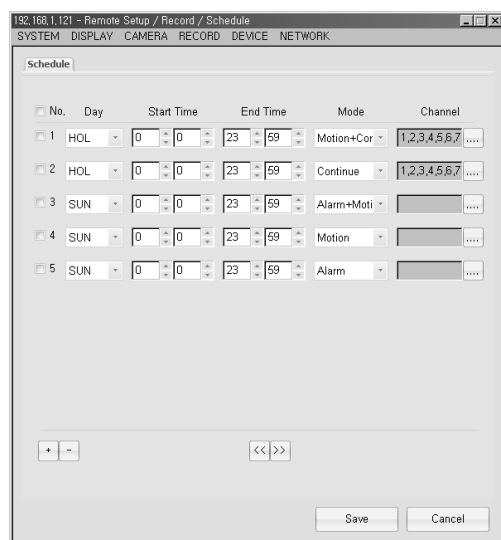 192,168,1,121 - Remote Setup / Record / Schedule
SYSTEM DISPLAY CAMERA RECORD DEVICE NETWORK
Schedule
No. Day Start Time End Time Mode Channel
1 HOL 0 0 23 59 Motion+Cor 1,2,3,4,5,6,7 ....
2 HOL 0 0 23 59 Continue 1,2,3,4,5,6,7 ....
3 SUN 0 0 23 59 Alarm+Moti ....
4 SUN 0 0 23 59 Motion ....
5 SUN 0 0 23 59 Alarm ....
+ - << >>
Save Cancel